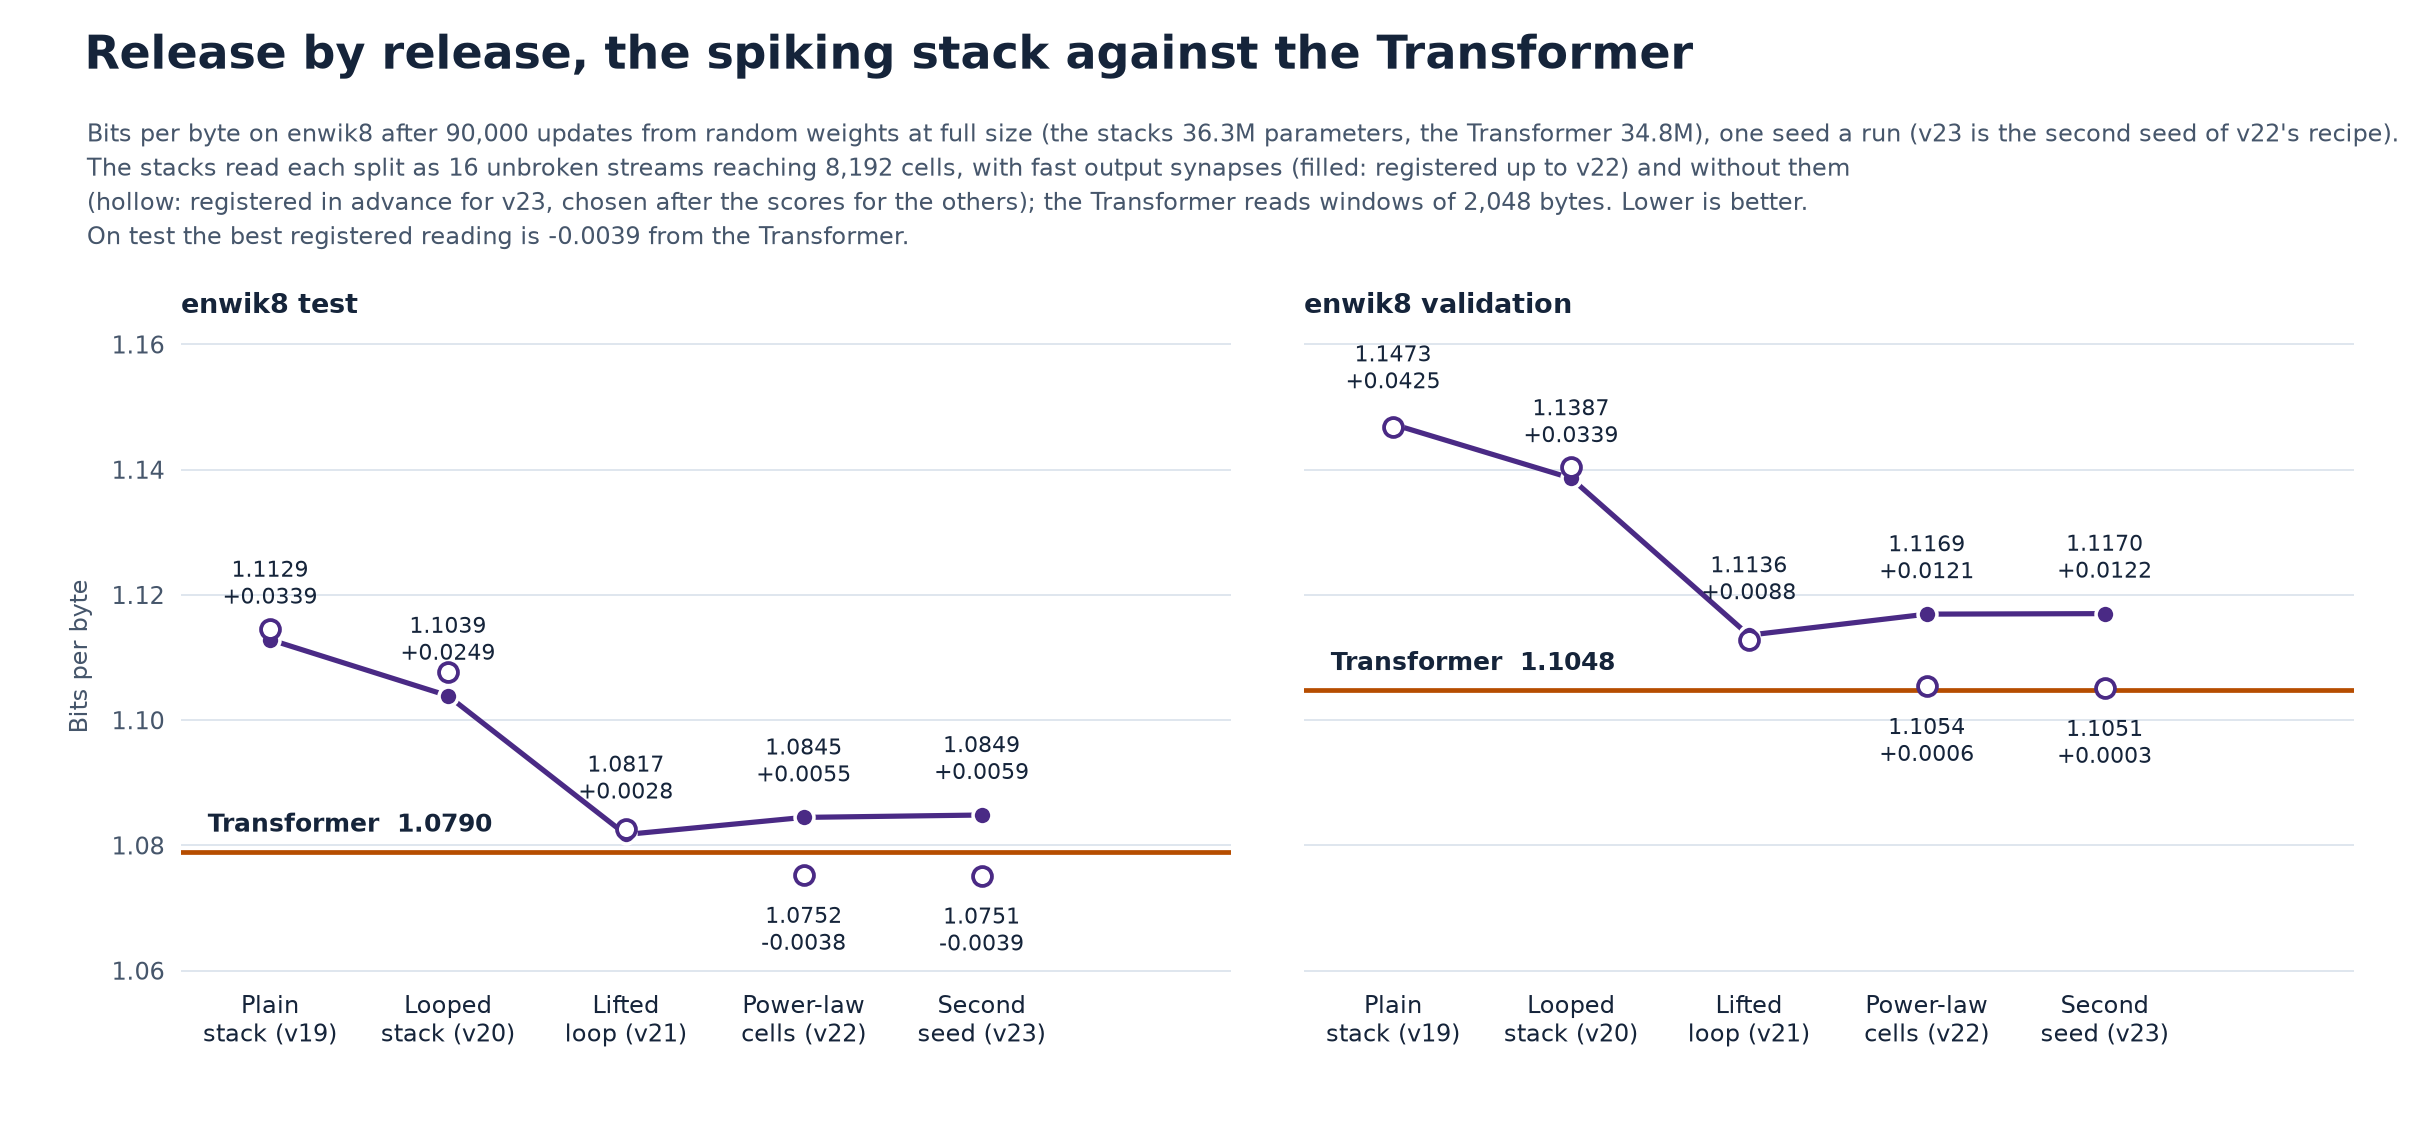 Release by release, the spiking stack against the Transformer
Bits per byte on enwik8 after 90,000 updates from random weights at full size (the stacks 36.3M parameters, the Transformer 34.8M), one seed a run (v23 is the second seed of v22's recipe).
The stacks read each split as 16 unbroken streams reaching 8,192 cells, with fast output synapses (filled: registered up to v22) and without them
(hollow: registered in advance for v23, chosen after the scores for the others); the Transformer reads windows of 2,048 bytes. Lower is better.
On test the best registered reading is -0.0039 from the Transformer.
enwik8 test
Bits per byte
1.16
1.14
1.12
1.10
1.08
1.06
1.1129
+0.0339
1.1039
+0.0249
1.0817
+0.0028
1.0845
+0.0055
1.0849
+0.0059
Transformer 1.0790
1.0752
-0.0038
1.0751
-0.0039
Plain
stack (v19)
Looped
stack (v20)
Lifted
loop (v21)
Power-law
cells (v22)
Second
seed (v23)
enwik8 validation
1.1473
+0.0425
1.1387
+0.0339
1.1136
+0.0088
1.1169
+0.0121
1.1170
+0.0122
Transformer 1.1048
1.1054
+0.0006
1.1051
+0.0003
Plain
stack (v19)
Looped
stack (v20)
Lifted
loop (v21)
Power-law
cells (v22)
Second
seed (v23)